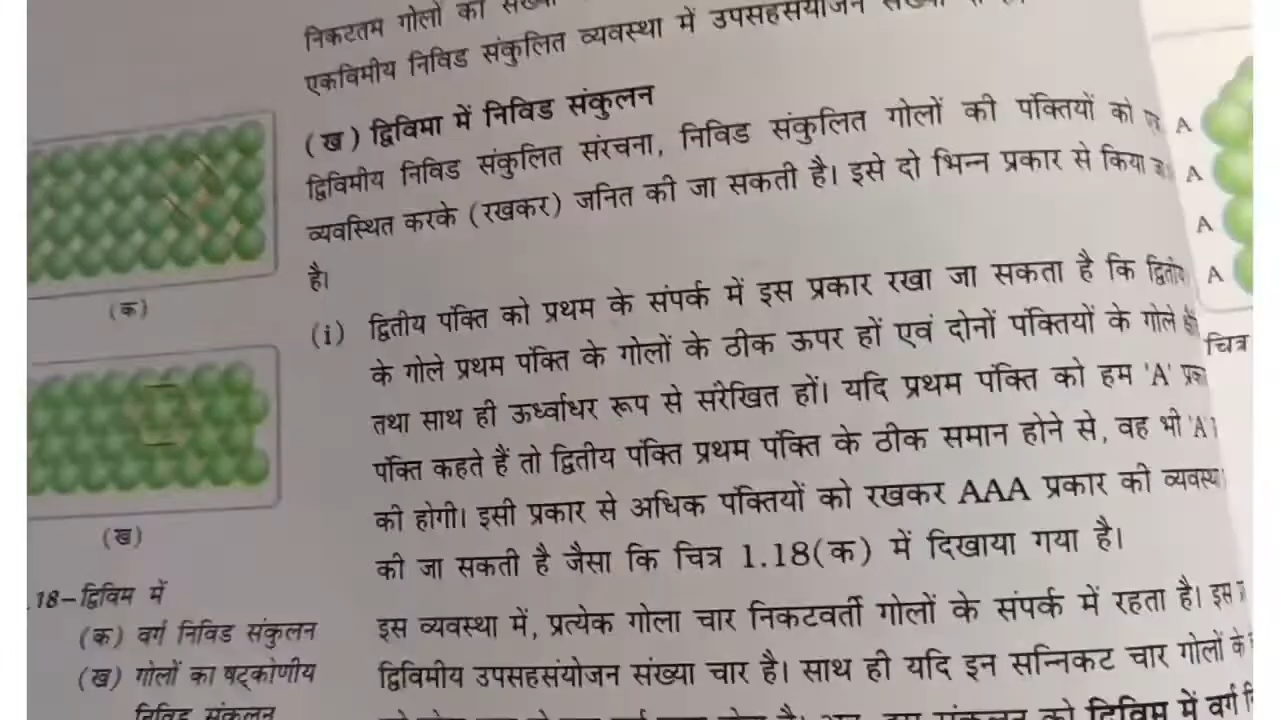 निकटतम गोलों की
एकविमीय निविड संकुलित व्यवस्था में उपसहसंयोजन
(ख) द्विविमा में निविड संकुलन
द्विविमीय निविड संकुलित संरचना, निविड संकुलित गोलों की पंक्तियों को
व्यवस्थित करके (रखकर) जनित की जा सकती है। इसे दो भिन्न प्रकार से किया
है।
(i) द्वितीय पंक्ति को प्रथम के संपर्क में इस प्रकार रखा जा सकता है कि द्वितीय
के गोले प्रथम पंक्ति के गोलों के ठीक ऊपर हों एवं दोनों पंक्तियों के गोले
तथा साथ ही ऊर्ध्वाधर रूप से संरेखित हों। यदि प्रथम पंक्ति को हम 'A'
पंक्ति कहते हैं तो द्वितीय पंक्ति प्रथम पंक्ति के ठीक समान होने से, वह भी 'A'
की होगी। इसी प्रकार से अधिक पंक्तियों को रखकर AAA प्रकार की
की जा सकती है जैसा कि चित्र 1.18(क) में दिखाया गया है।
इस व्यवस्था में, प्रत्येक गोला चार निकटवर्ती गोलों के संपर्क में रहता है। इस
द्विविमीय उपसहसंयोजन संख्या चार है। साथ ही यदि इन सन्निकट चार गोलों के
को द्विविम में वर्ग
(क)
(ख)
.18–द्विविम में
(क) वर्ग निविड संकुलन
(ख) गोलों का षट्कोणीय
निविड संकुलन
A
A
A
A
चित्र